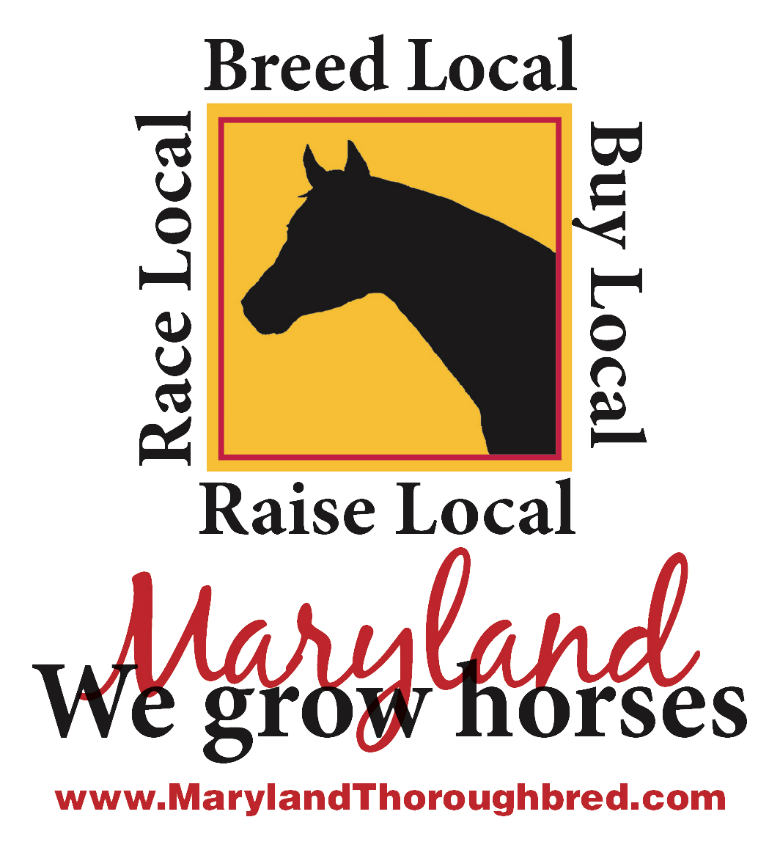 Breed Local
Race Local
Buy Local
Raise Local
Maryland
We grow horses
www.MarylandThoroughbred.com